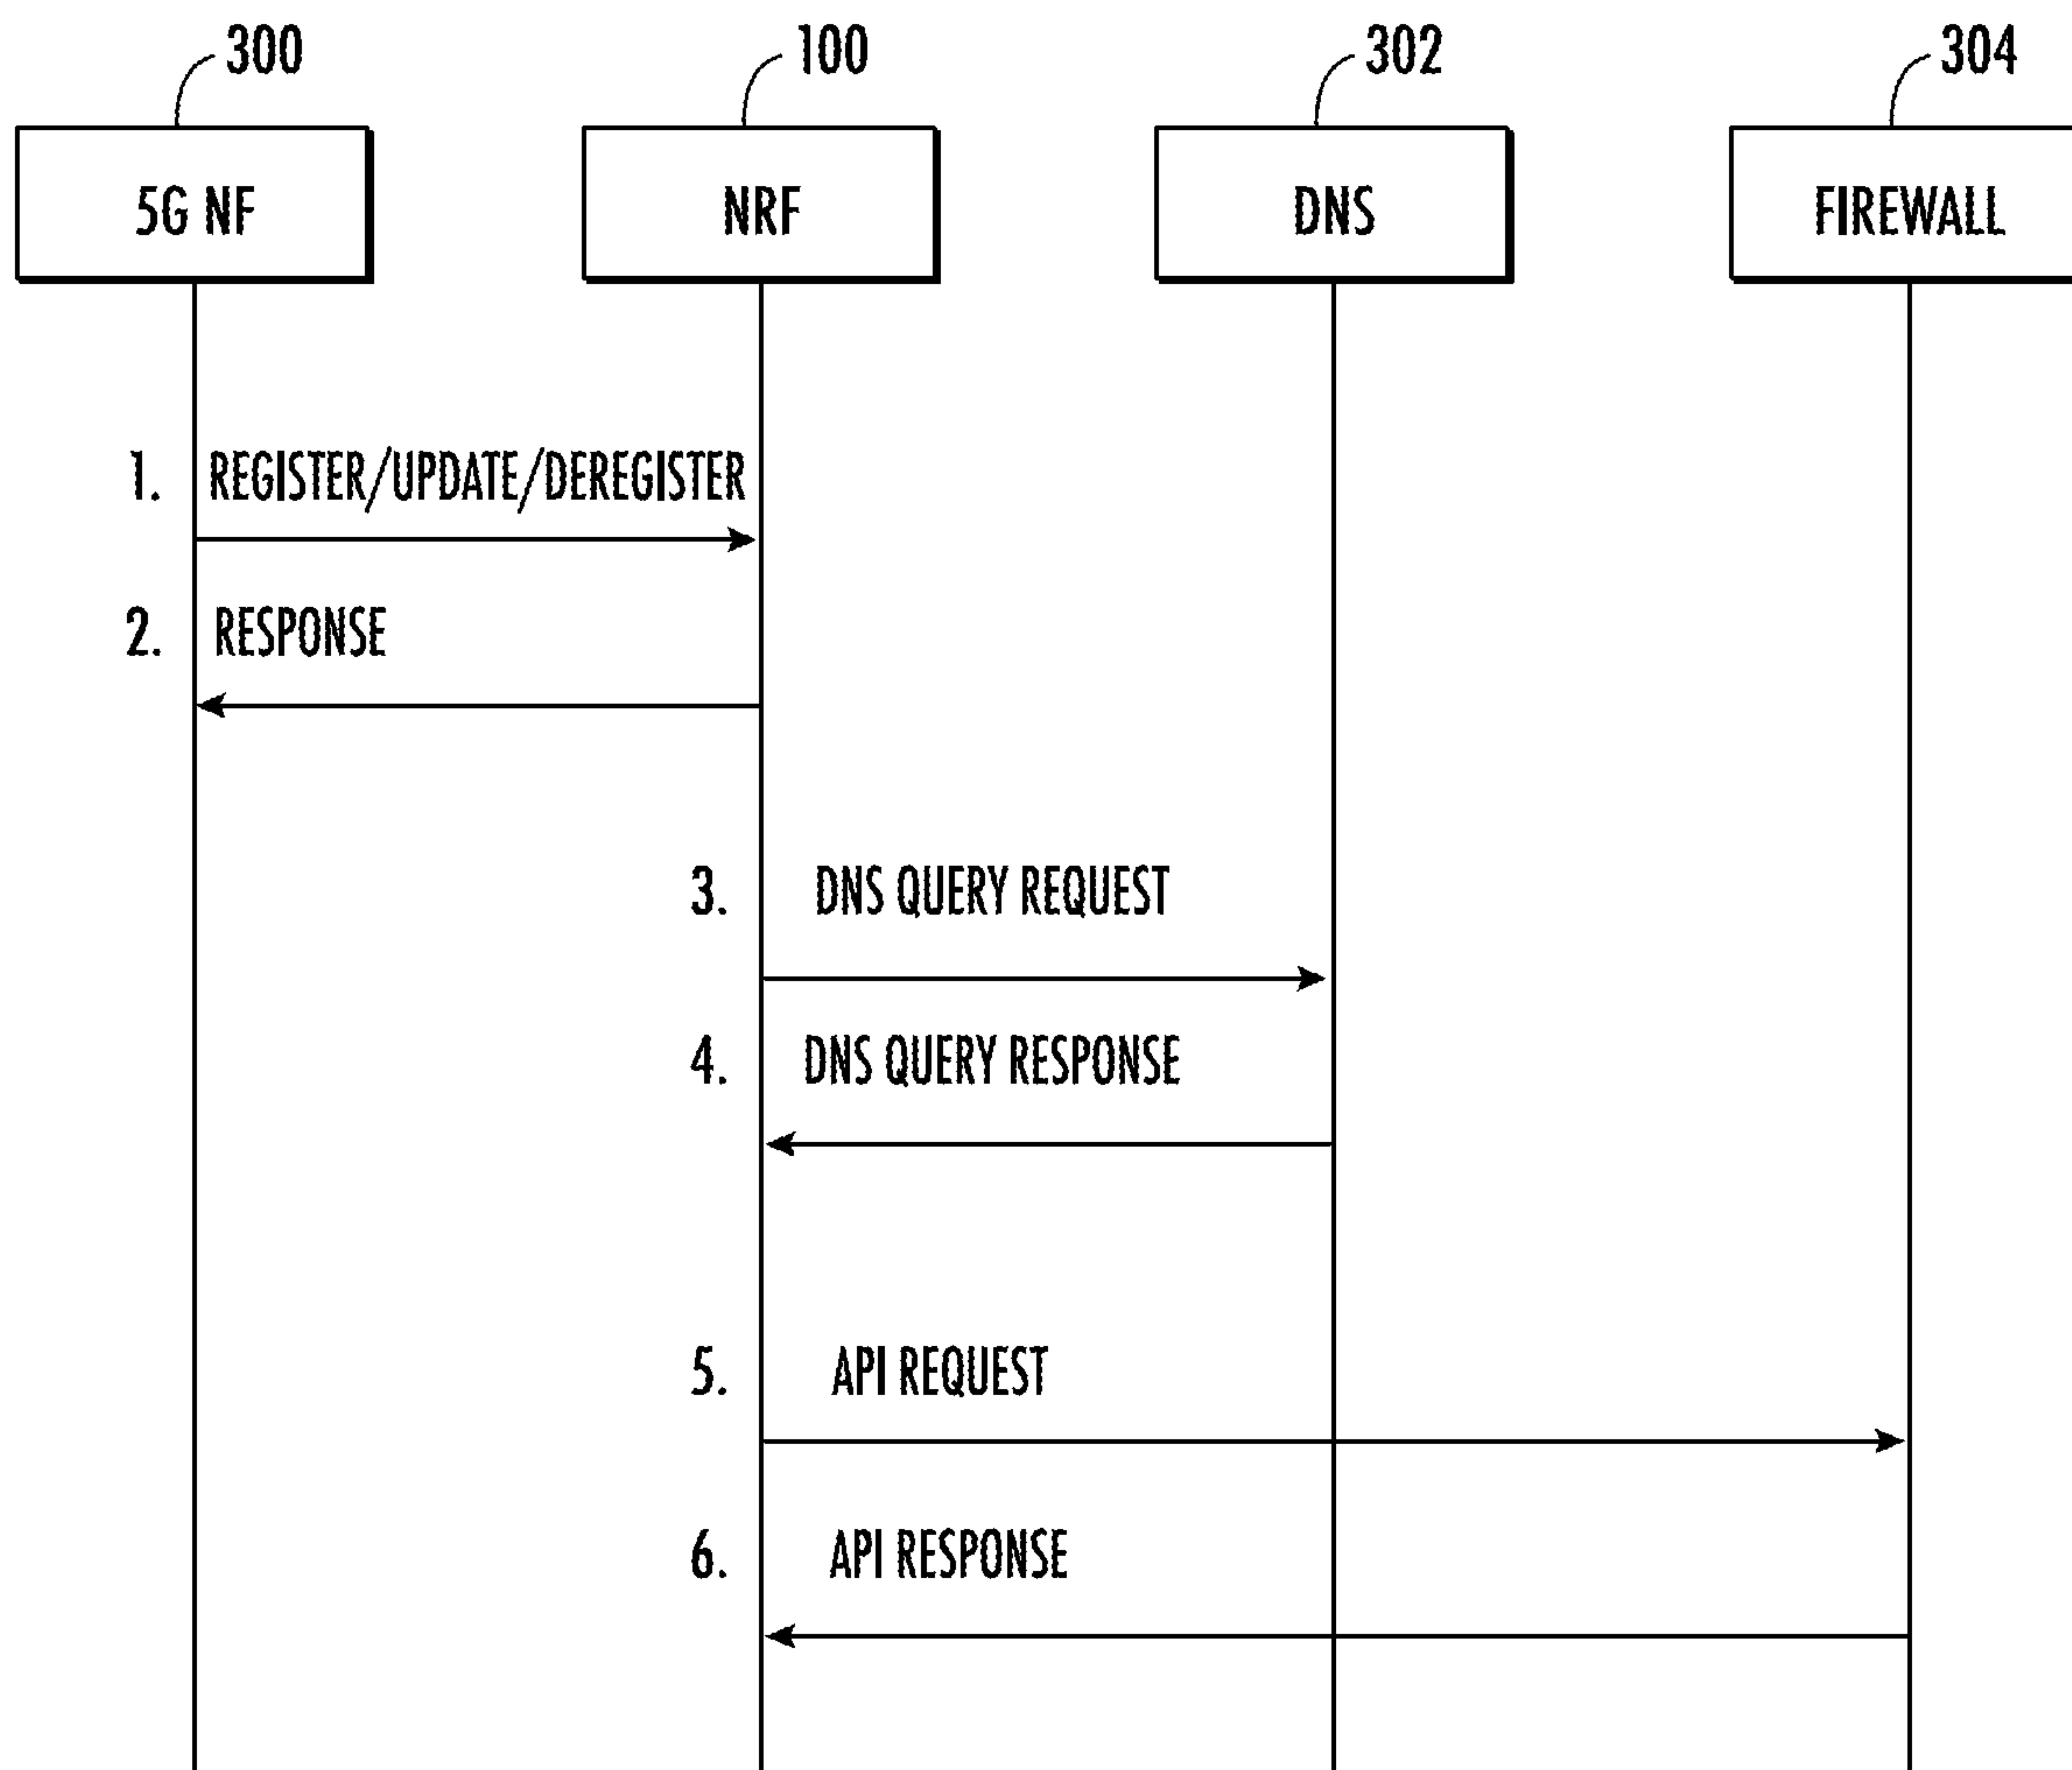 300
100
302
304
5G NF
NRF
DNS
FIREWALL
1. REGISTER/UPDATE/DEREGISTER
2. RESPONSE
3. DNS QUERY REQUEST
4. DNS QUERY RESPONSE
5. API REQUEST
6. API RESPONSE